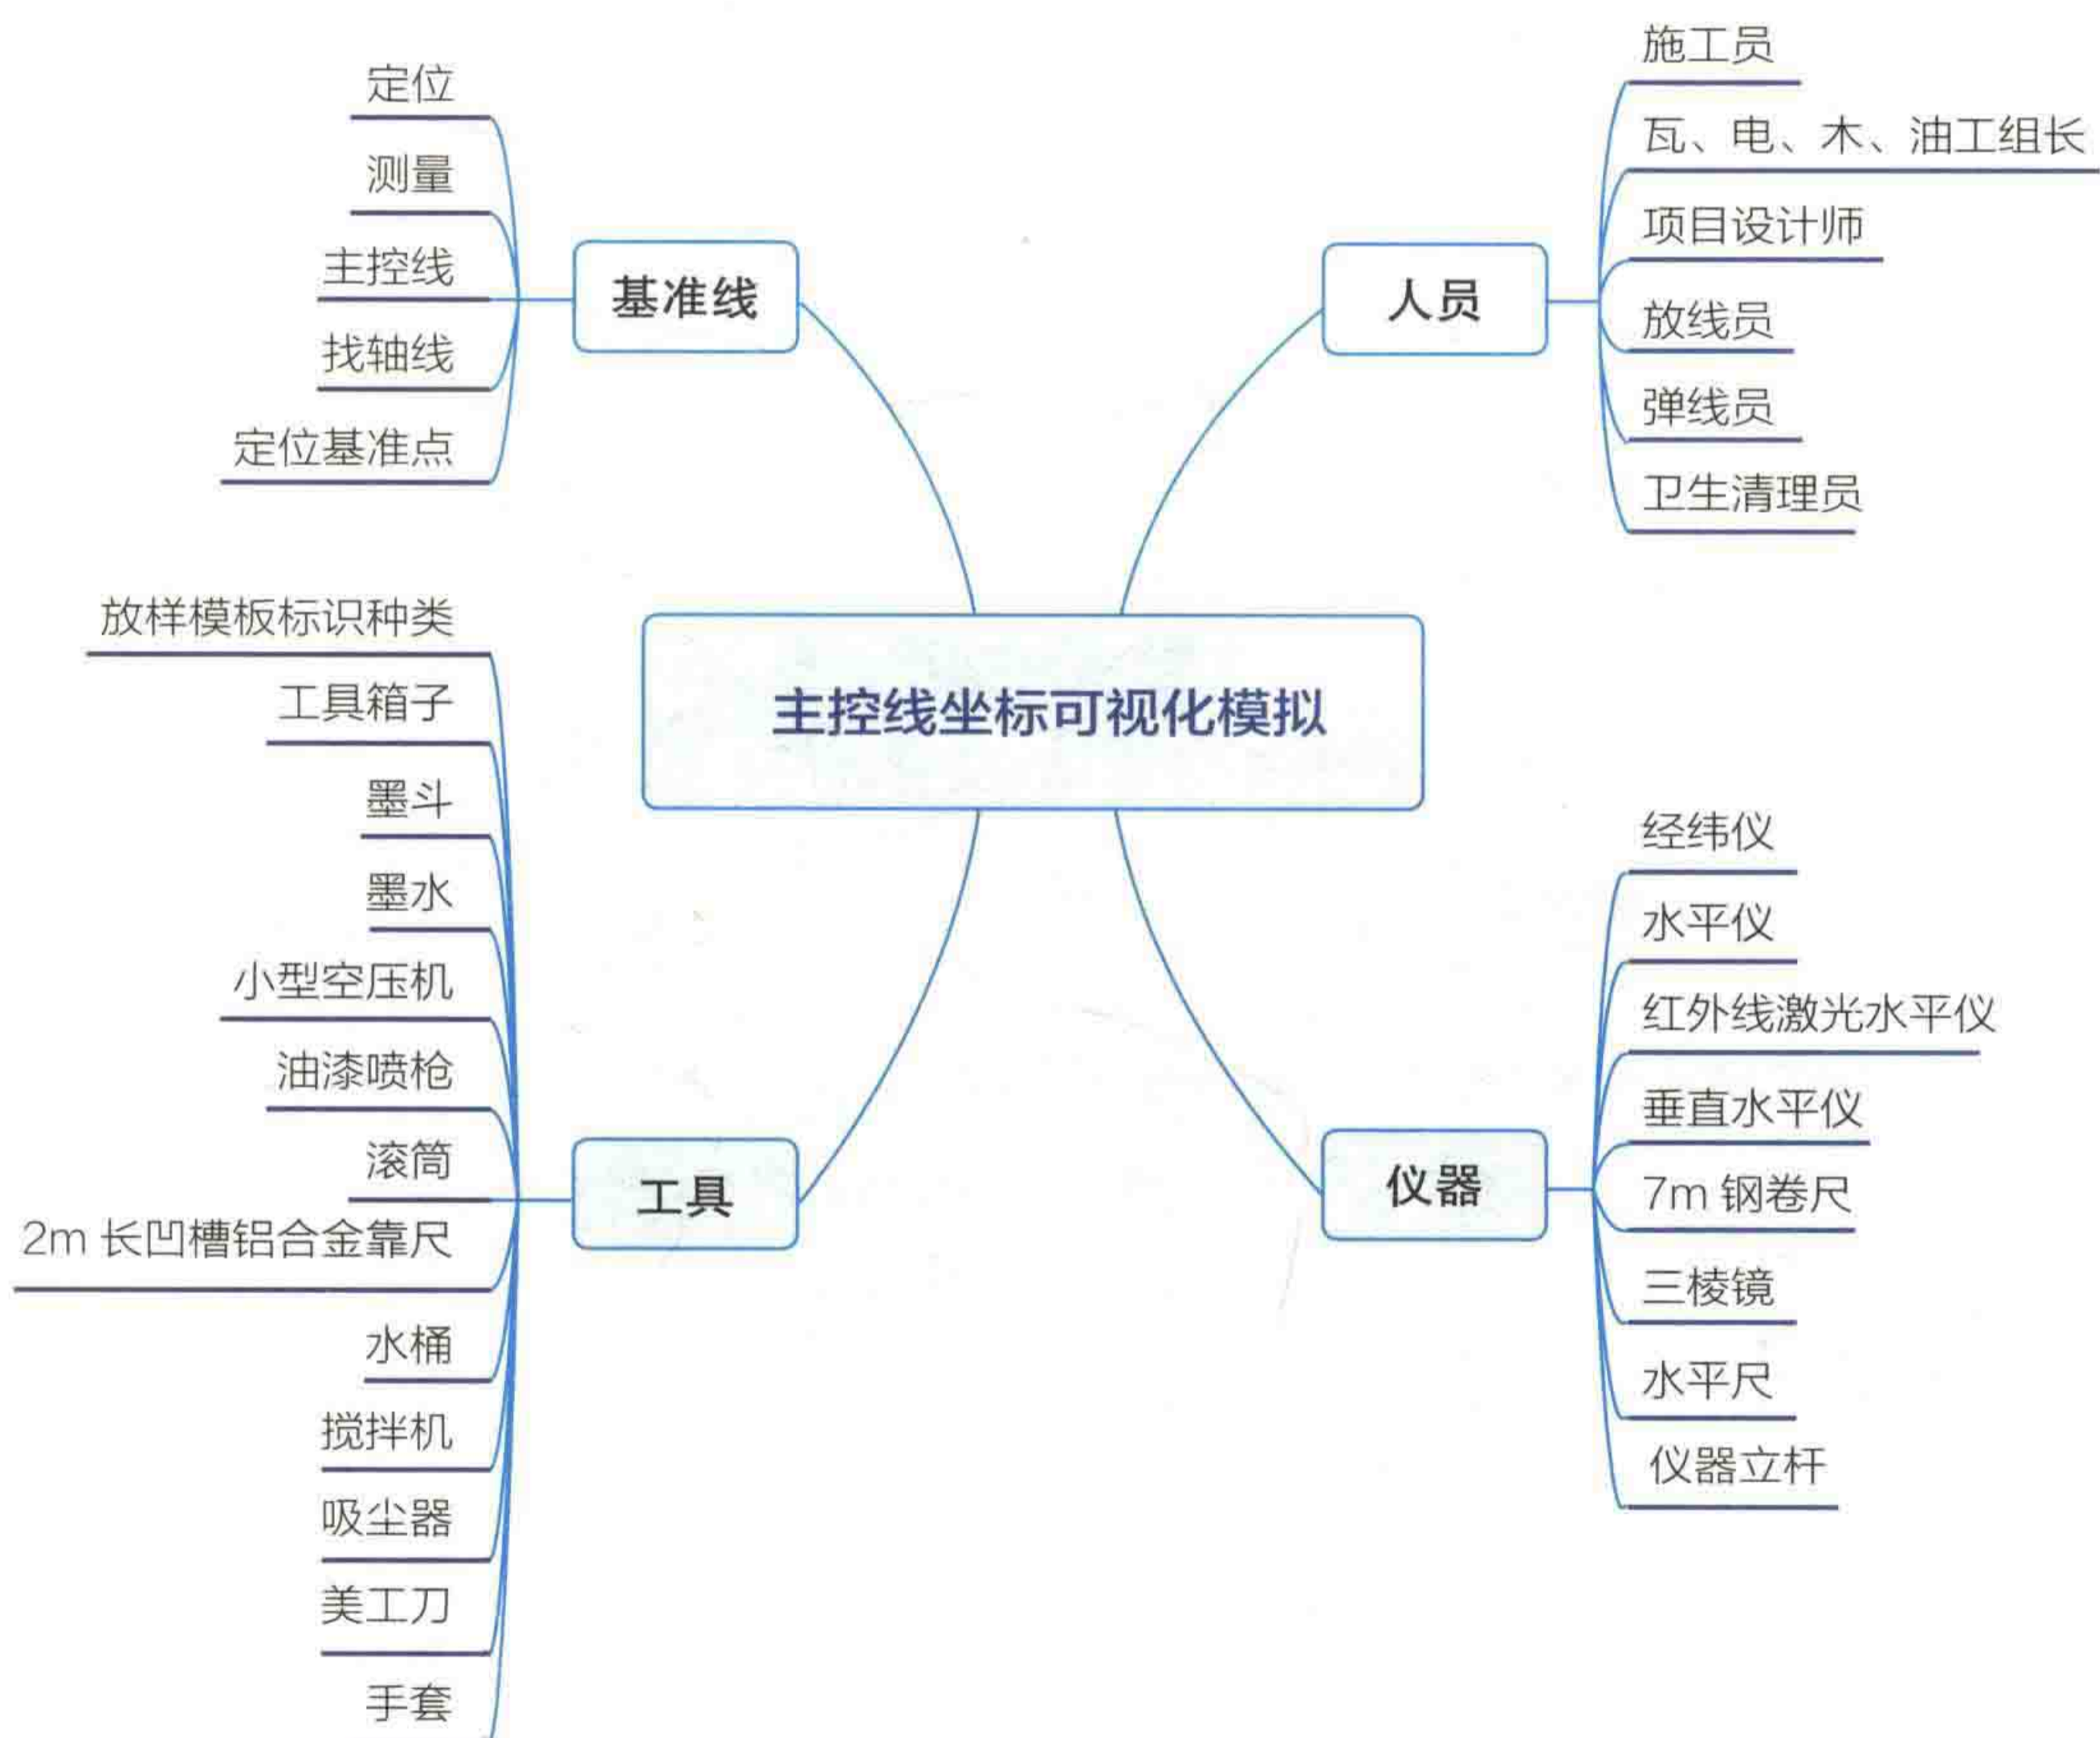 主控线坐标可视化模拟
基准线
定位
测量
主控线
找轴线
定位基准点
人员
施工员
瓦、电、木、油工组长
项目设计师
放线员
弹线员
卫生清理员
工具
放样模板标识种类
工具箱子
墨斗
墨水
小型空压机
油漆喷枪
滚筒
2m 长凹槽铝合金靠尺
水桶
搅拌机
吸尘器
美工刀
手套
仪器
经纬仪
水平仪
红外线激光水平仪
垂直水平仪
7m 钢卷尺
三棱镜
水平尺
仪器立杆